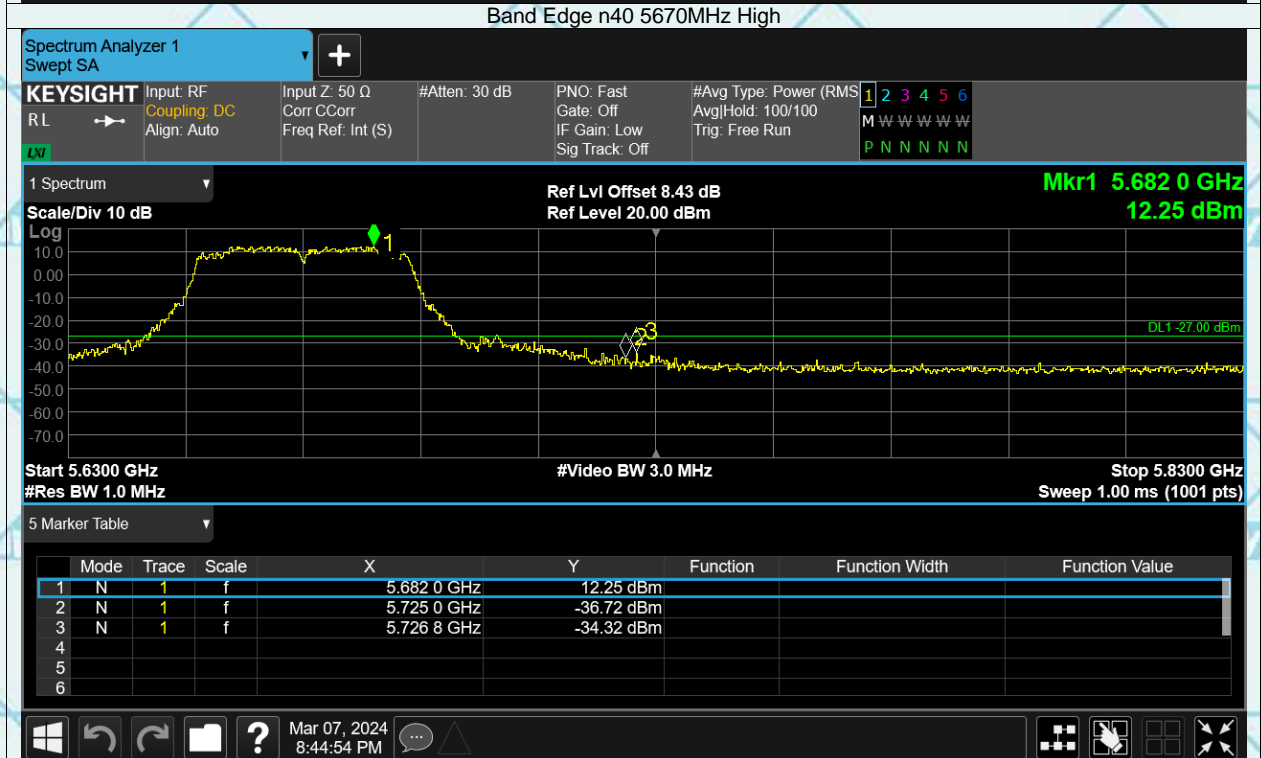 Band Edge n40 5670MHz High
Spectrum Analyzer 1
Swept SA
KEYSIGHT Input: RF Input Z: 50 Ω #Atten: 30 dB PNO: Fast #Avg Type: Power (RMS 1 2 3 4 5 6
R L Coupling: DC Corr CCorr Gate: Off Avg|Hold: 100/100 M W W W W W
Align: Auto Freq Ref: Int (S) IF Gain: Low Trig: Free Run
LXI Sig Track: Off P N N N N N
1 Spectrum Ref Lvl Offset 8.43 dB Mkr1 5.682 0 GHz
Scale/Div 10 dB Ref Level 20.00 dBm 12.25 dBm
Log
1
10.0
0.00
-10.0
-20.0
DL1 -27.00 dBm
2 3
-30.0
-40.0
-50.0
-60.0
-70.0
Start 5.6300 GHz #Video BW 3.0 MHz Stop 5.8300 GHz
#Res BW 1.0 MHz Sweep 1.00 ms (1001 pts)
5 Marker Table
Mode Trace Scale X Y Function Function Width Function Value
1 N 1 f 5.682 0 GHz 12.25 dBm
2 N 1 f 5.725 0 GHz -36.72 dBm
3 N 1 f 5.726 8 GHz -34.32 dBm
4
5
6
? Mar 07, 2024
8:44:54 PM